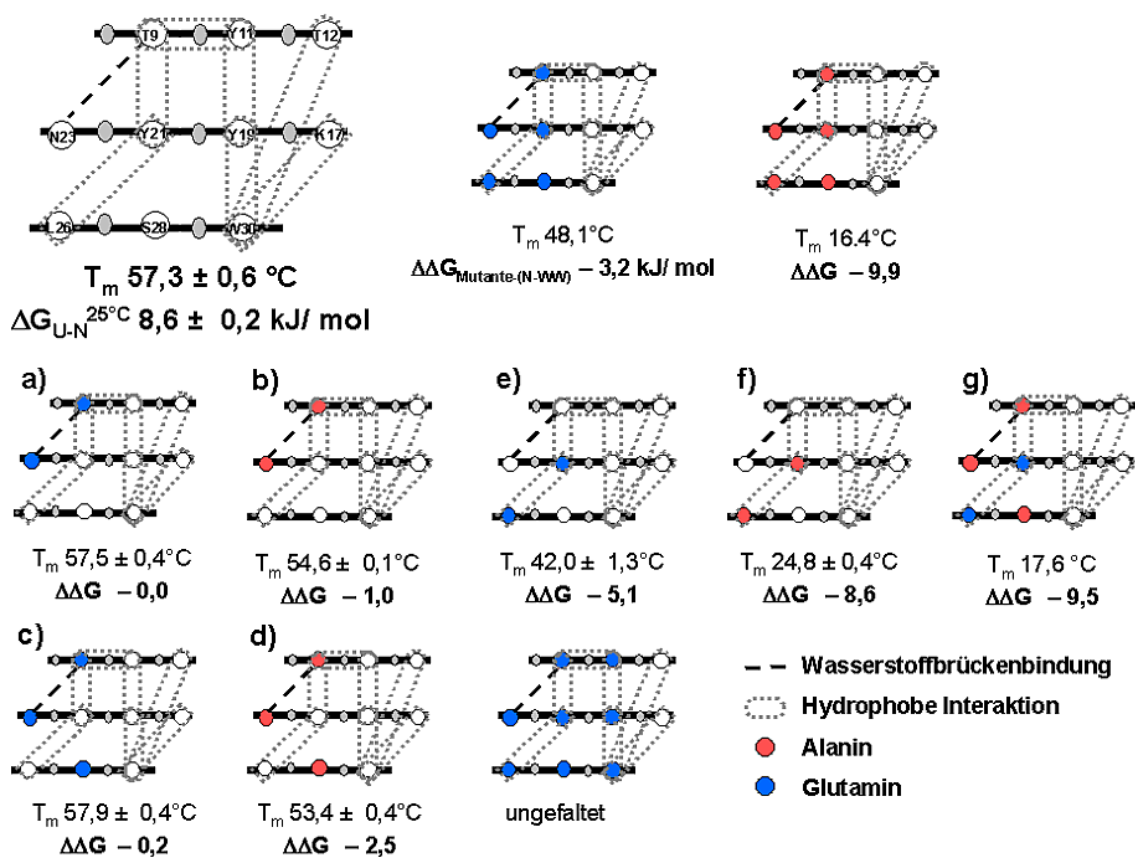 T9 Y11 T12
N23 Y21 Y19 K17
L26 S28 W30
Tm 57,3 ± 0,6 °C
ΔGU-N25°C 8,6 ± 0,2 kJ/ mol
Tm 48,1°C
ΔΔGMutante-(N-WW) – 3,2 kJ/ mol
Tm 16.4°C
ΔΔG – 9,9
a)
Tm 57,5 ± 0,4°C
ΔΔG – 0,0
b)
Tm 54,6 ± 0,1°C
ΔΔG – 1,0
e)
Tm 42,0 ± 1,3°C
ΔΔG – 5,1
f)
Tm 24,8 ± 0,4°C
ΔΔG – 8,6
g)
Tm 17,6 °C
ΔΔG – 9,5
c)
Tm 57,9 ± 0,4°C
ΔΔG – 0,2
d)
Tm 53,4 ± 0,4°C
ΔΔG – 2,5
ungefaltet
Wasserstoffbrückenbindung
Hydrophobe Interaktion
Alanin
Glutamin